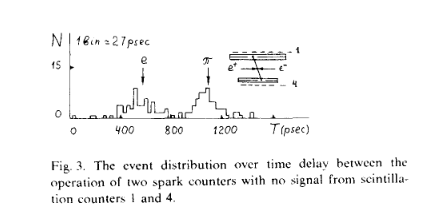 N 1 bin = 27 psec
e π
15
0
0 400 800 1200 T (psec)
1
e⁺ e⁻
4
Fig. 3. The event distribution over time delay between the
operation of two spark counters with no signal from scintilla-
tion counters 1 and 4.